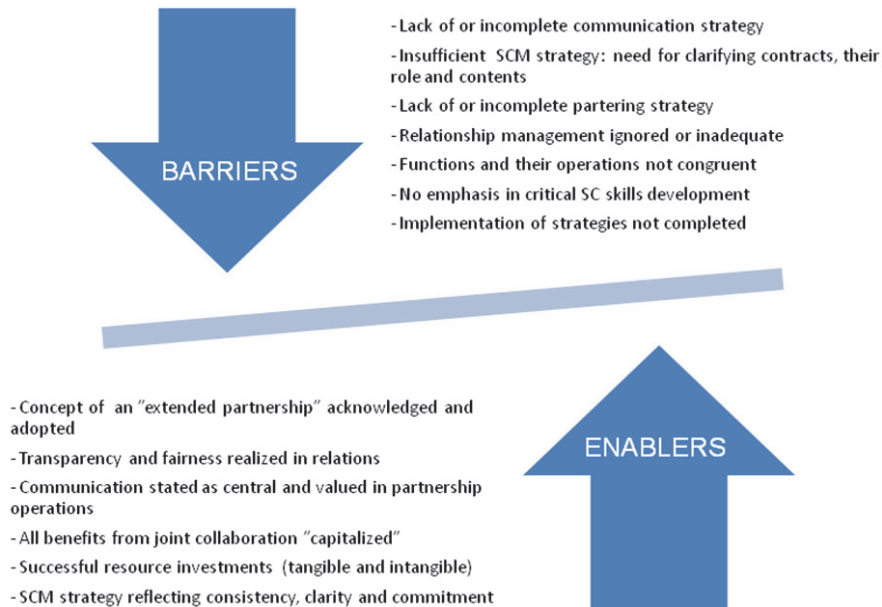 - Lack of or incomplete communication strategy
- Insufficient SCM strategy: need for clarifying contracts, their
role and contents
- Lack of or incomplete partering strategy
- Relationship management ignored or inadequate
- Functions and their operations not congruent
- No emphasis in critical SC skills development
- Implementation of strategies not completed
BARRIERS
- Concept of an ”extended partnership” acknowledged and
adopted
- Transparency and fairness realized in relations
- Communication stated as central and valued in partnership
operations
- All benefits from joint collaboration ”capitalized”
- Successful resource investments (tangible and intangible)
- SCM strategy reflecting consistency, clarity and commitment
ENABLERS